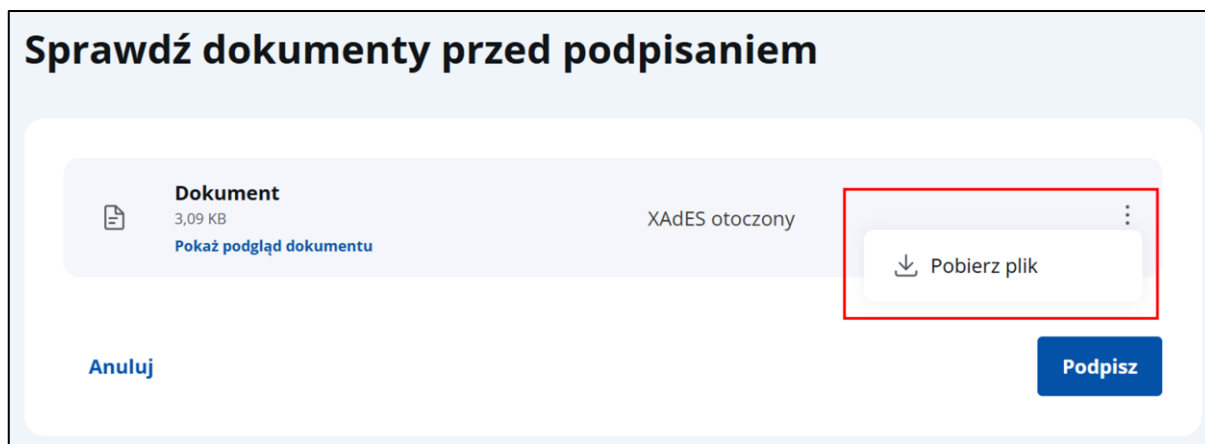 Sprawdź dokumenty przed podpisaniem
Dokument
3,09 KB
Pokaż podgląd dokumentu
XAdES otoczony
Pobierz plik
Anuluj
Podpisz